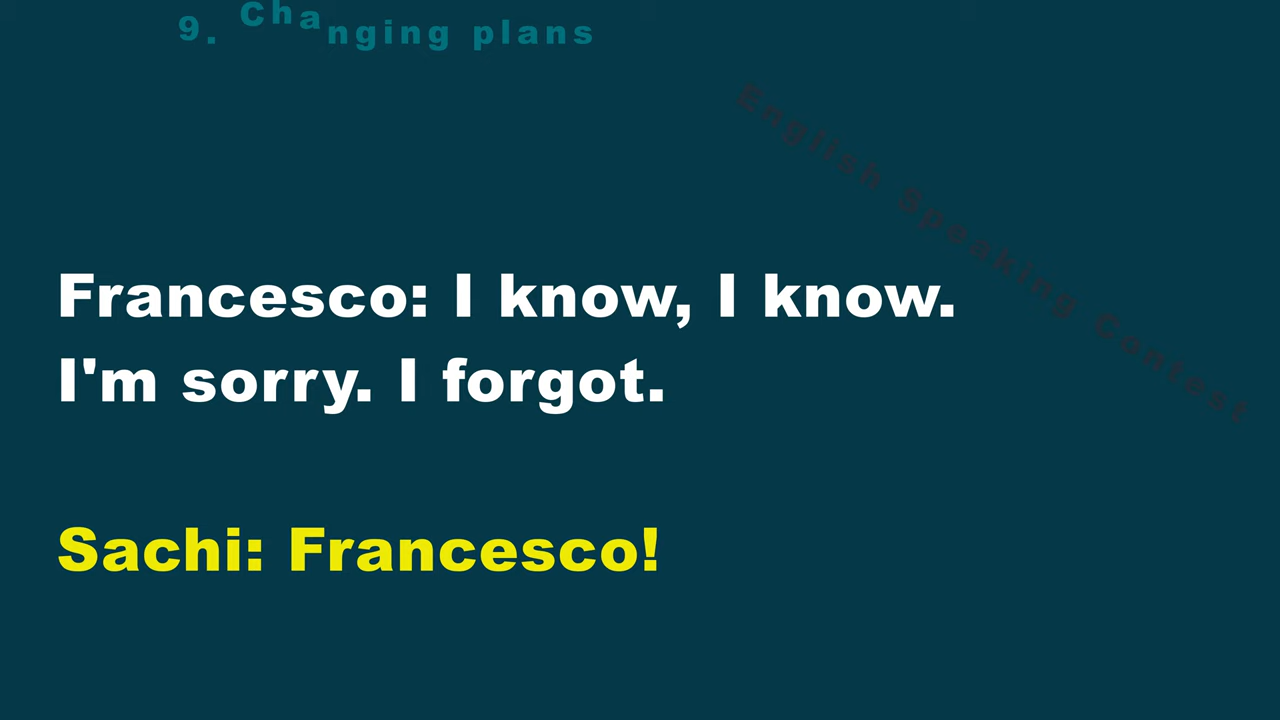 9. Changing plans
English Speaking Contest
Francesco: I know, I know.
I'm sorry. I forgot.
Sachi: Francesco!